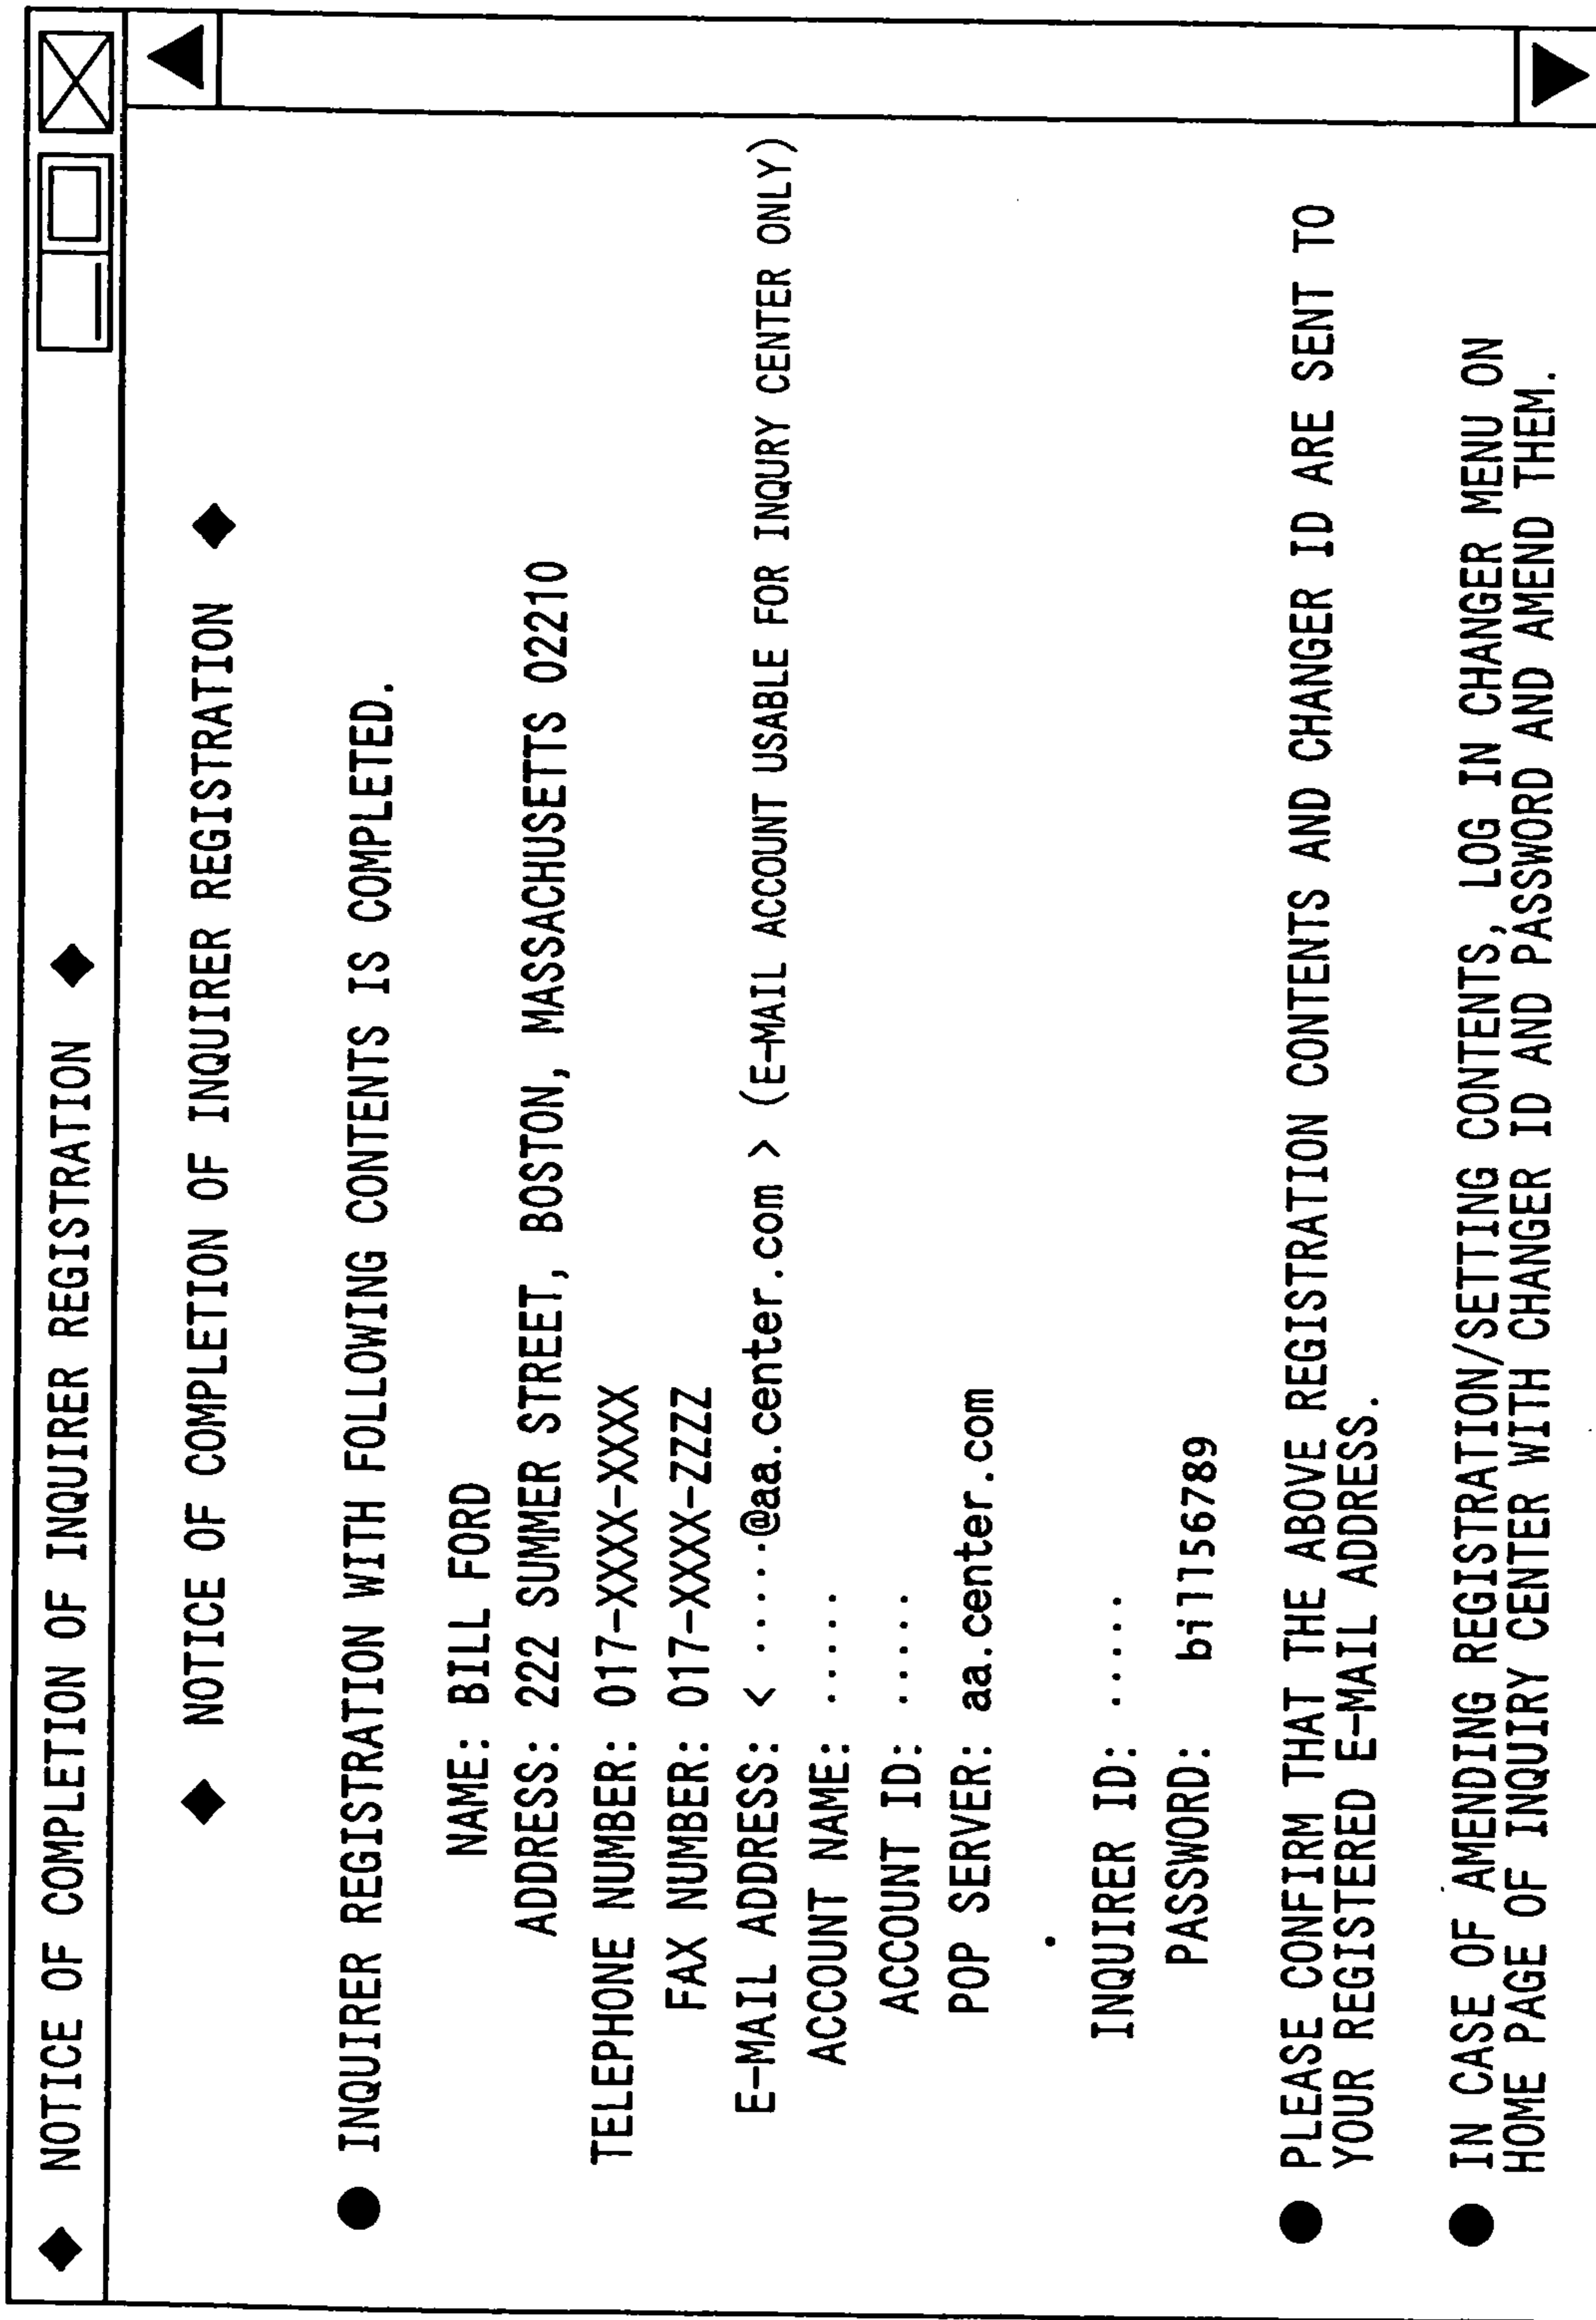 ◆ NOTICE OF COMPLETION OF INQUIRER REGISTRATION ◆
◆ NOTICE OF COMPLETION OF INQUIRER REGISTRATION ◆
● INQUIRER REGISTRATION WITH FOLLOWING CONTENTS IS COMPLETED.
NAME: BILL FORD
ADDRESS: 222 SUMMER STREET, BOSTON, MASSACHUSETTS 02210
TELEPHONE NUMBER: 017-XXXX-XXXX
FAX NUMBER: 017-XXXX-ZZZZ
E-MAIL ADDRESS: < ·····@aa.center.com > (E-MAIL ACCOUNT USABLE FOR INQURY CENTER ONLY)
ACCOUNT NAME: ·····
ACCOUNT ID: ·····
POP SERVER: aa.center.com
INQUIRER ID: ·····
PASSWORD: bill56789
● PLEASE CONFIRM THAT THE ABOVE REGISTRATION CONTENTS AND CHANGER ID ARE SENT TO
YOUR REGISTERED E-MAIL ADDRESS.
● IN CASE OF AMENDING REGISTRATION/SETTING CONTENTS, LOG IN CHANGER MENU ON
HOME PAGE OF INQUIRY CENTER WITH CHANGER ID AND PASSWORD AND AMEND THEM.